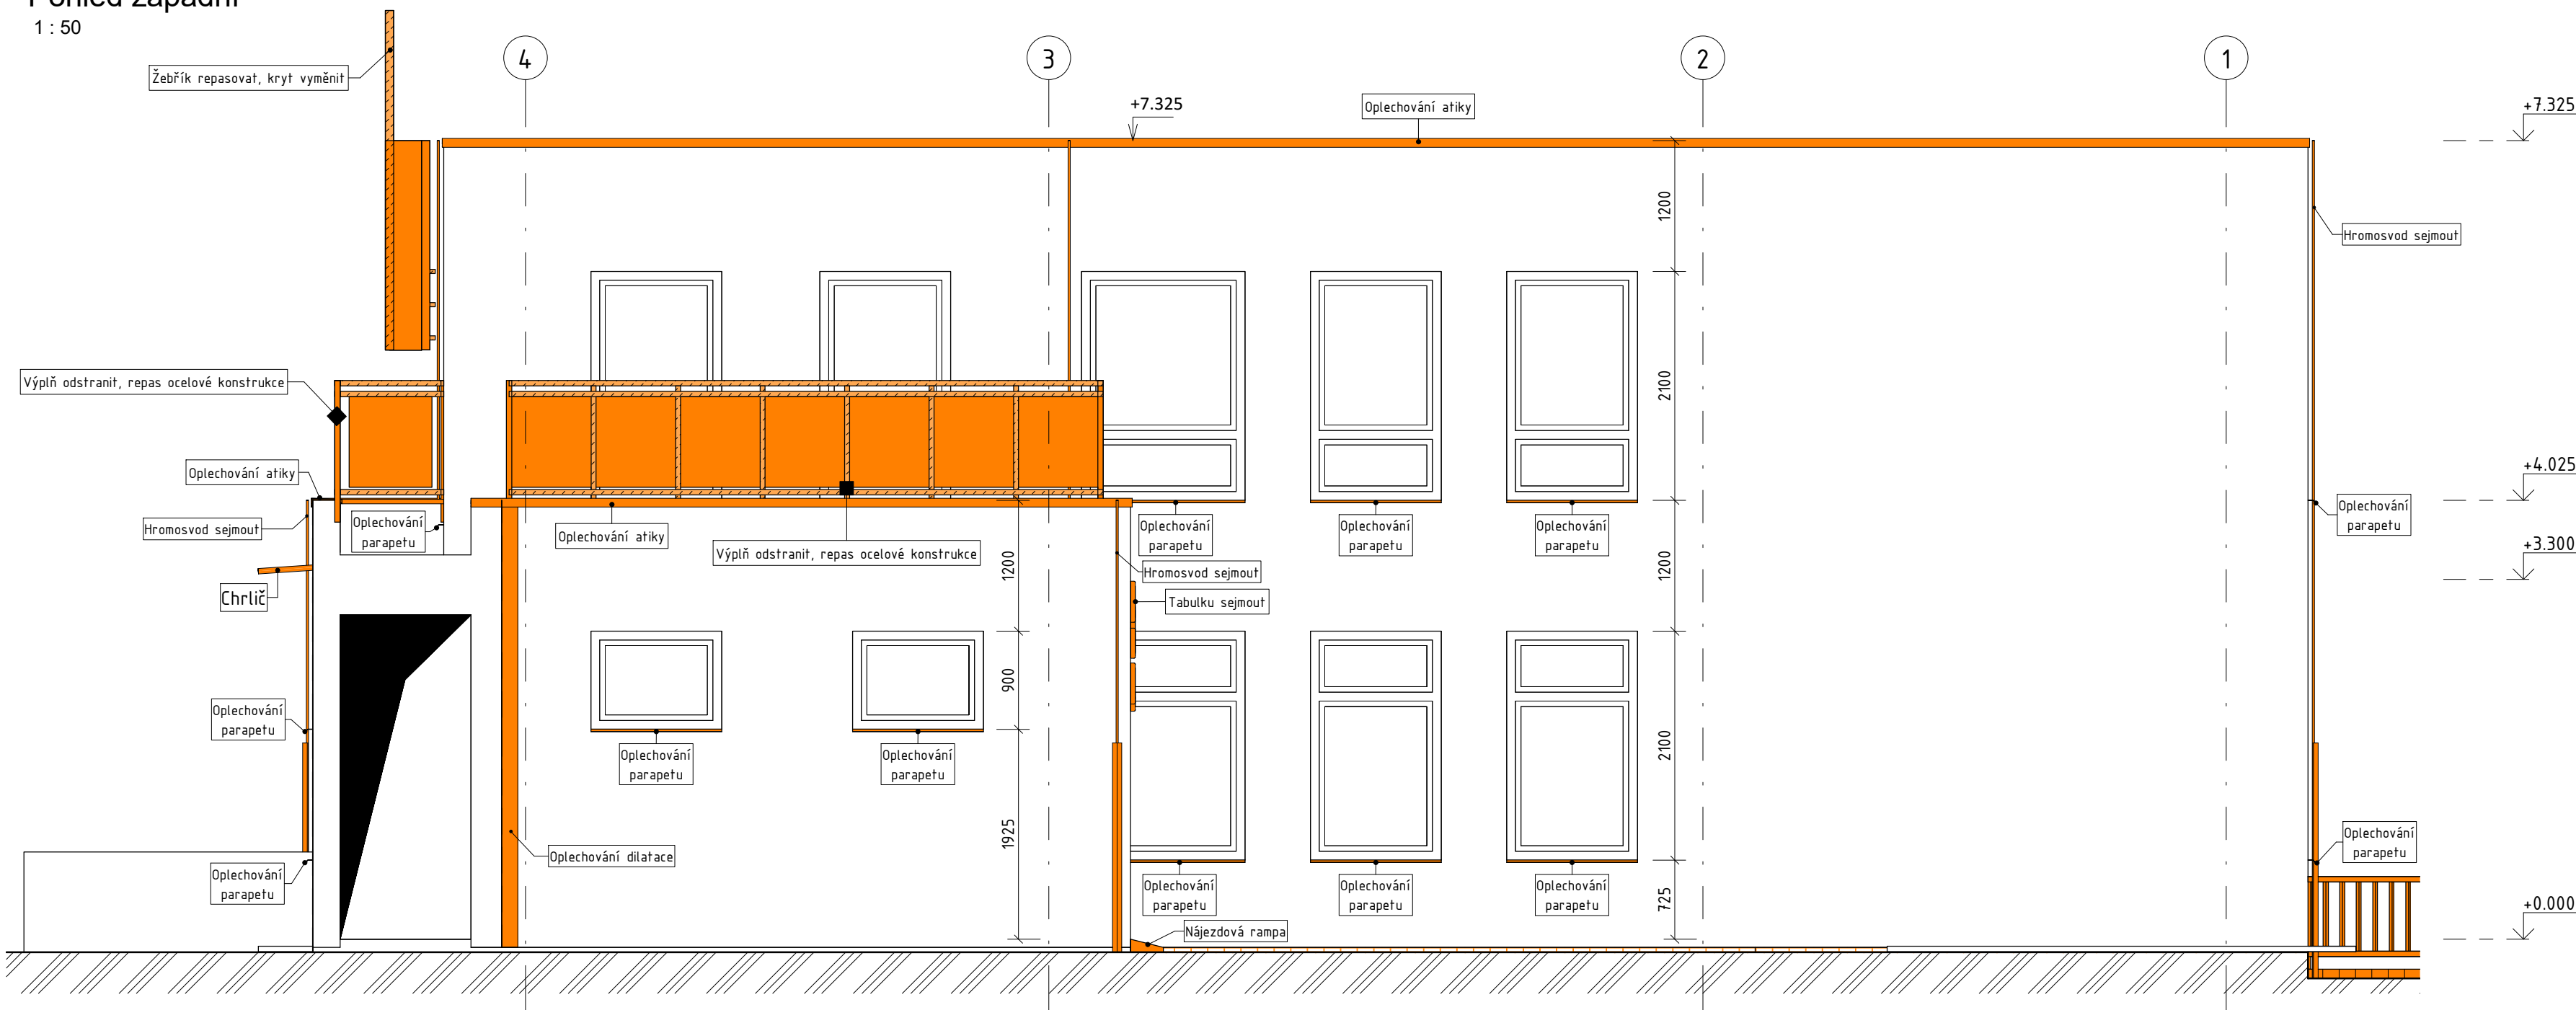 Pohled západní
1 : 50
4
3
2
1
Žebřík repasovat, kryt vyměnit
+7.325
Oplechování atiky
+7.325
1200
Hromosvod sejmout
Výplň odstranit, repas ocelové konstrukce
2100
Oplechování atiky
+4.025
Hromosvod sejmout
Oplechování
parapetu
Oplechování atiky
Výplň odstranit, repas ocelové konstrukce
Oplechování
parapetu
Oplechování
parapetu
Oplechování
parapetu
Oplechování
parapetu
+3.300
1200
1200
Hromosvod sejmout
Chrlič
Tabulku sejmout
900
Oplechování
parapetu
Oplechování
parapetu
Oplechování
parapetu
2100
1925
Oplechování dilatace
Oplechování
parapetu
Oplechování
parapetu
Oplechování
parapetu
Oplechování
parapetu
Oplechování
parapetu
725
+0.000
Nájezdová rampa